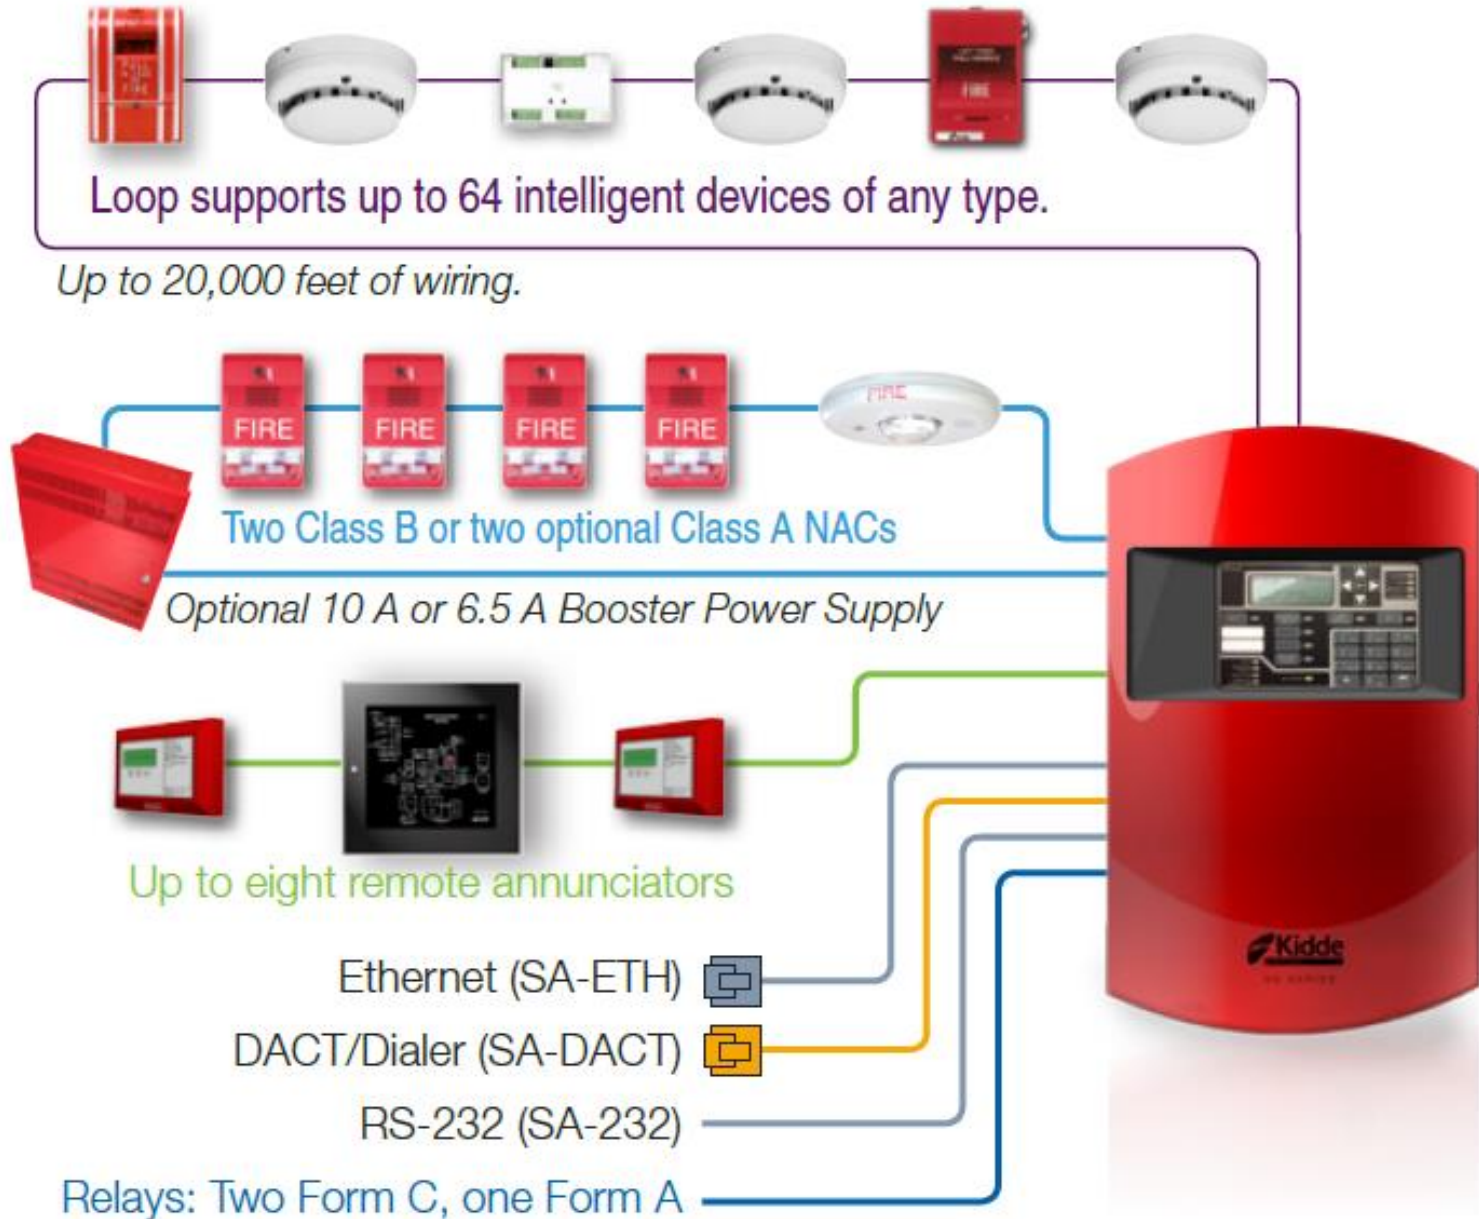 FIRE
Loop supports up to 64 intelligent devices of any type.
Up to 20,000 feet of wiring.
FIRE
FIRE
FIRE
FIRE
FIRE
Two Class B or two optional Class A NACs
Optional 10 A or 6.5 A Booster Power Supply
Up to eight remote annunciators
Kidde
Ethernet (SA-ETH)
DACT/Dialer (SA-DACT)
RS-232 (SA-232)
Relays: Two Form C, one Form A